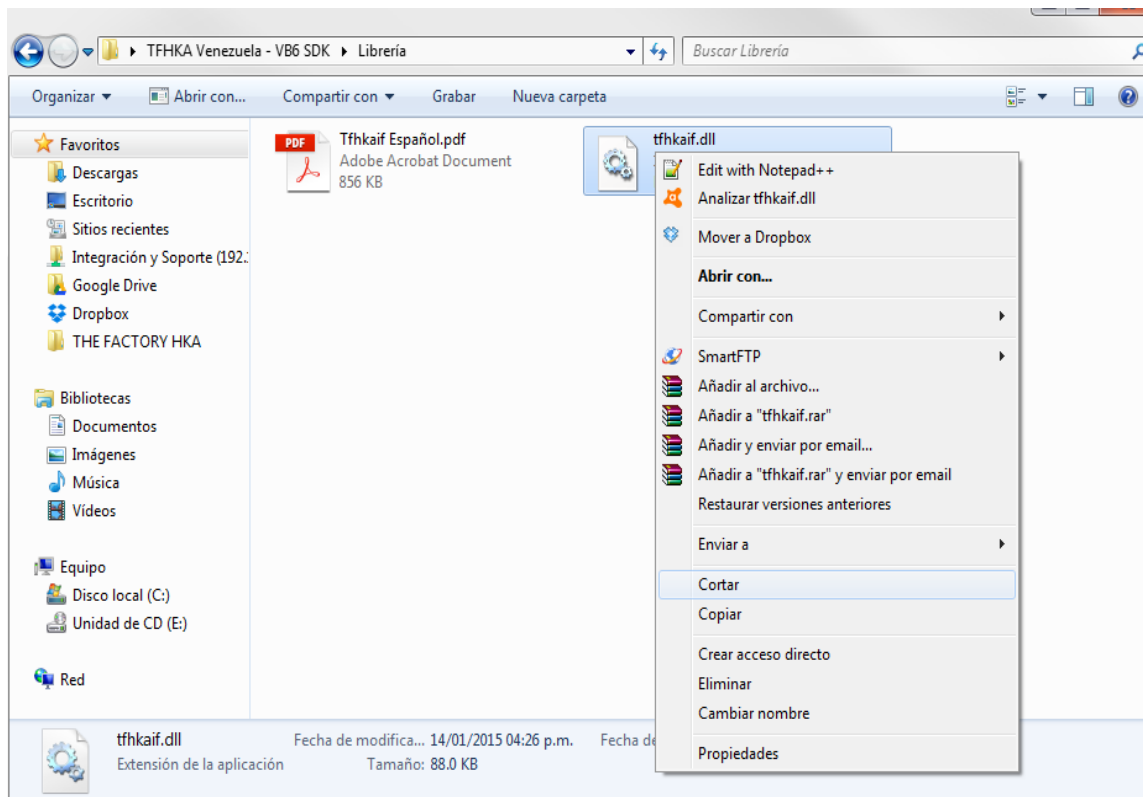 TFHKA Venezuela - VB6 SDK Librería
Buscar Librería
Organizar Abrir con... Compartir con Grabar Nueva carpeta
Favoritos
Descargas
Escritorio
Sitios recientes
Integración y Soporte (192.
Google Drive
Dropbox
THE FACTORY HKA
Bibliotecas
Documentos
Imágenes
Música
Vídeos
Equipo
Disco local (C:)
Unidad de CD (E:)
Red
PDF
Tfhkaif Español.pdf
Adobe Acrobat Document
856 KB
tfhkaif.dll
Edit with Notepad++
Analizar tfhkaif.dll
Mover a Dropbox
Abrir con...
Compartir con
SmartFTP
Añadir al archivo...
Añadir a "tfhkaif.rar"
Añadir y enviar por email...
Añadir a "tfhkaif.rar" y enviar por email
Restaurar versiones anteriores
Enviar a
Cortar
Copiar
Crear acceso directo
Eliminar
Cambiar nombre
Propiedades
tfhkaif.dll Fecha de modifica... 14/01/2015 04:26 p.m. Fecha de
Extensión de la aplicación Tamaño: 88.0 KB